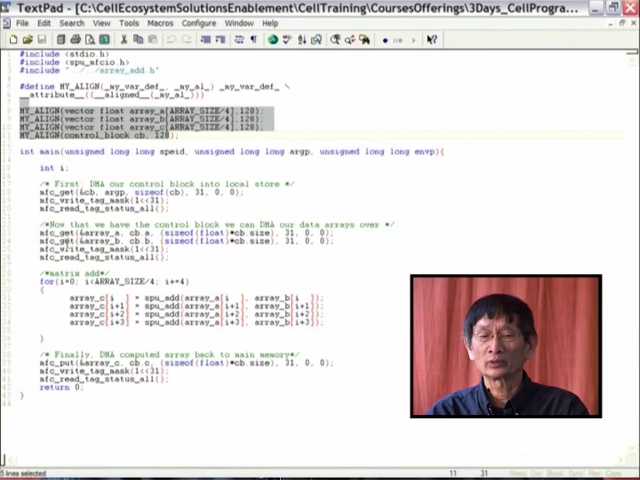 TextPad - [C:\CellEcosystemSolutionsEnablement\CellTraining\CoursesOfferings\3Days_CellProgra...
File Edit Search View Tools Macros Configure Window Help
#include <stdio.h>
#include <spu_mfcio.h>
#include "../../array_add.h"
#define MY_ALIGN(_my_var_def_, _my_al_) _my_var_def_ \
__attribute__((__aligned__(_my_al_)))
MY_ALIGN(vector float array_a[ARRAY_SIZE/4],128);
MY_ALIGN(vector float array_b[ARRAY_SIZE/4],128);
MY_ALIGN(vector float array_c[ARRAY_SIZE/4],128);
MY_ALIGN(control_block cb, 128);
int main(unsigned long long speid, unsigned long long argp, unsigned long long envp){
int i;
/* First: DMA our control block into local store */
mfc_get(&cb, argp, sizeof(cb), 31, 0, 0);
mfc_write_tag_mask(1<<31);
mfc_read_tag_status_all();
/*Now that we have the control block we can DMA our data arrays over */
mfc_get(&array_a, cb.a, (sizeof(float)*cb.size), 31, 0, 0);
mfc_get(&array_b, cb.b, (sizeof(float)*cb.size), 31, 0, 0);
mfc_write_tag_mask(1<<31);
mfc_read_tag_status_all();
/*matrix add*/
for(i=0; i<ARRAY_SIZE/4; i+=4)
{
array_c[i ] = spu_add(array_a[i ], array_b[i ]);
array_c[i+1] = spu_add(array_a[i+1], array_b[i+1]);
array_c[i+2] = spu_add(array_a[i+2], array_b[i+2]);
array_c[i+3] = spu_add(array_a[i+3], array_b[i+3]);
}
/* Finally, DMA computed array back to main memory*/
mfc_put(&array_c, cb.c, (sizeof(float)*cb.size), 31, 0, 0);
mfc_write_tag_mask(1<<31);
mfc_read_tag_status_all();
return 0;
}
5 lines selected
11 31